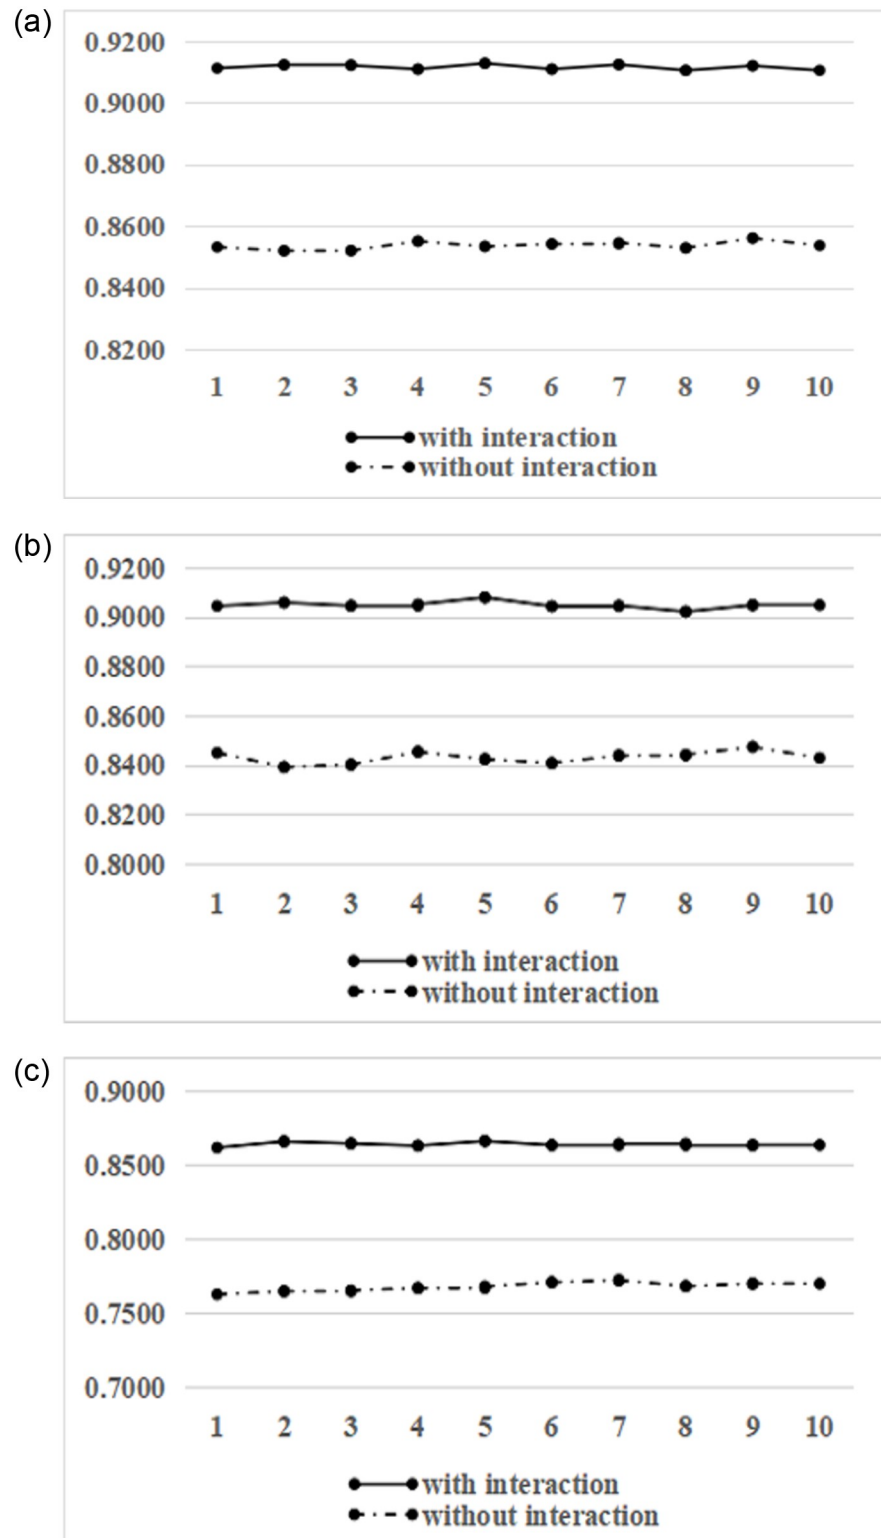 (a)
0.9200
0.9000
0.8800
0.8600
0.8400
0.8200
1 2 3 4 5 6 7 8 9 10
with interaction
without interaction
(b)
0.9200
0.9000
0.8800
0.8600
0.8400
0.8200
0.8000
1 2 3 4 5 6 7 8 9 10
with interaction
without interaction
(c)
0.9000
0.8500
0.8000
0.7500
0.7000
1 2 3 4 5 6 7 8 9 10
with interaction
without interaction